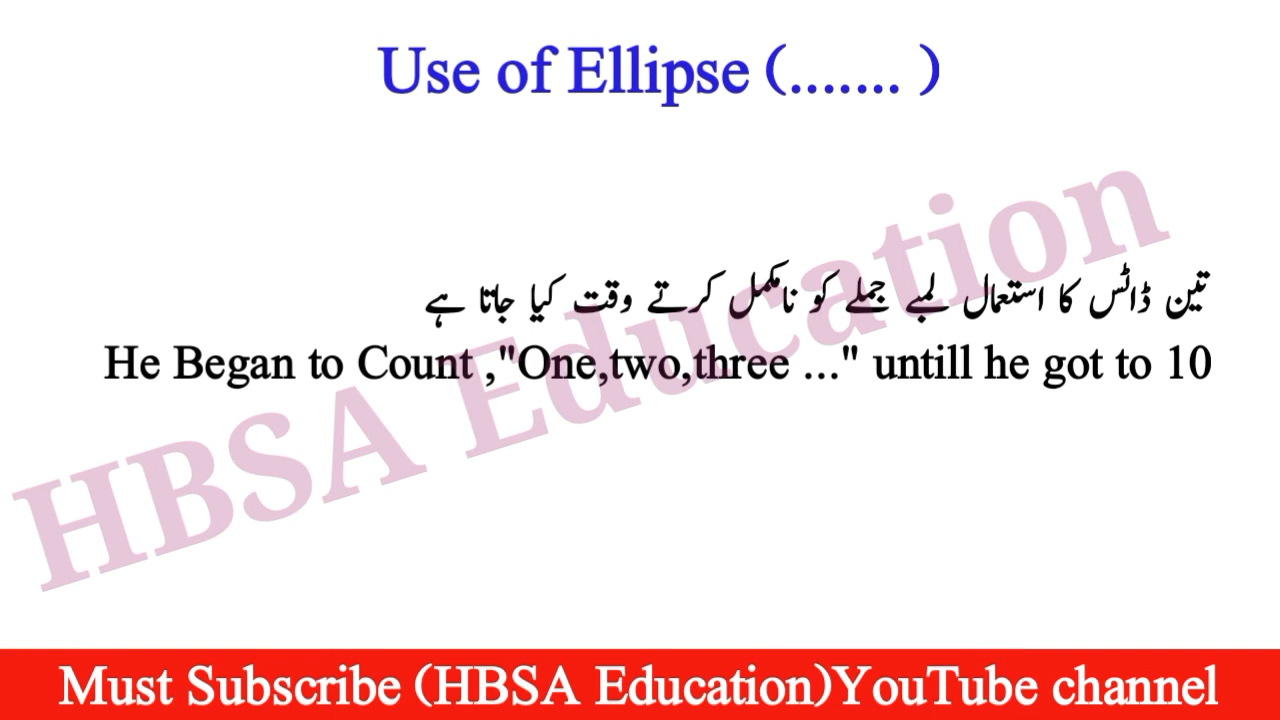 Use of Ellipse (....... )
تین ڈاٹس کا استعمال لمبے جملے کو نامکمل کرتے وقت کیا جاتا ہے
He Began to Count ,"One,two,three ..." untill he got to 10
HBSA Education
Must Subscribe (HBSA Education)YouTube channel